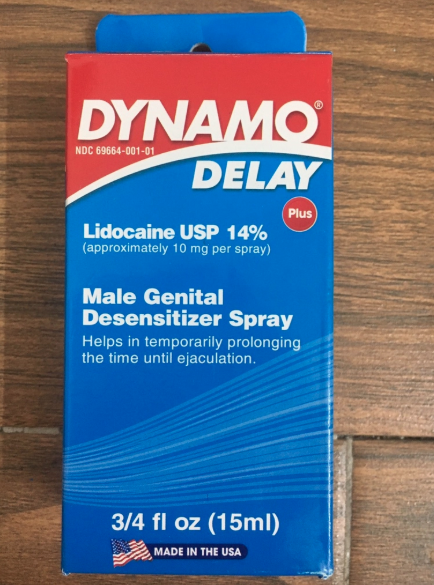 DYNAMO®
NDC 69664-001-01
DELAY
Plus
Lidocaine USP 14%
(approximately 10 mg per spray)
Male Genital
Desensitizer Spray
Helps in temporarily prolonging
the time until ejaculation.
3/4 fl oz (15ml)
MADE IN THE USA